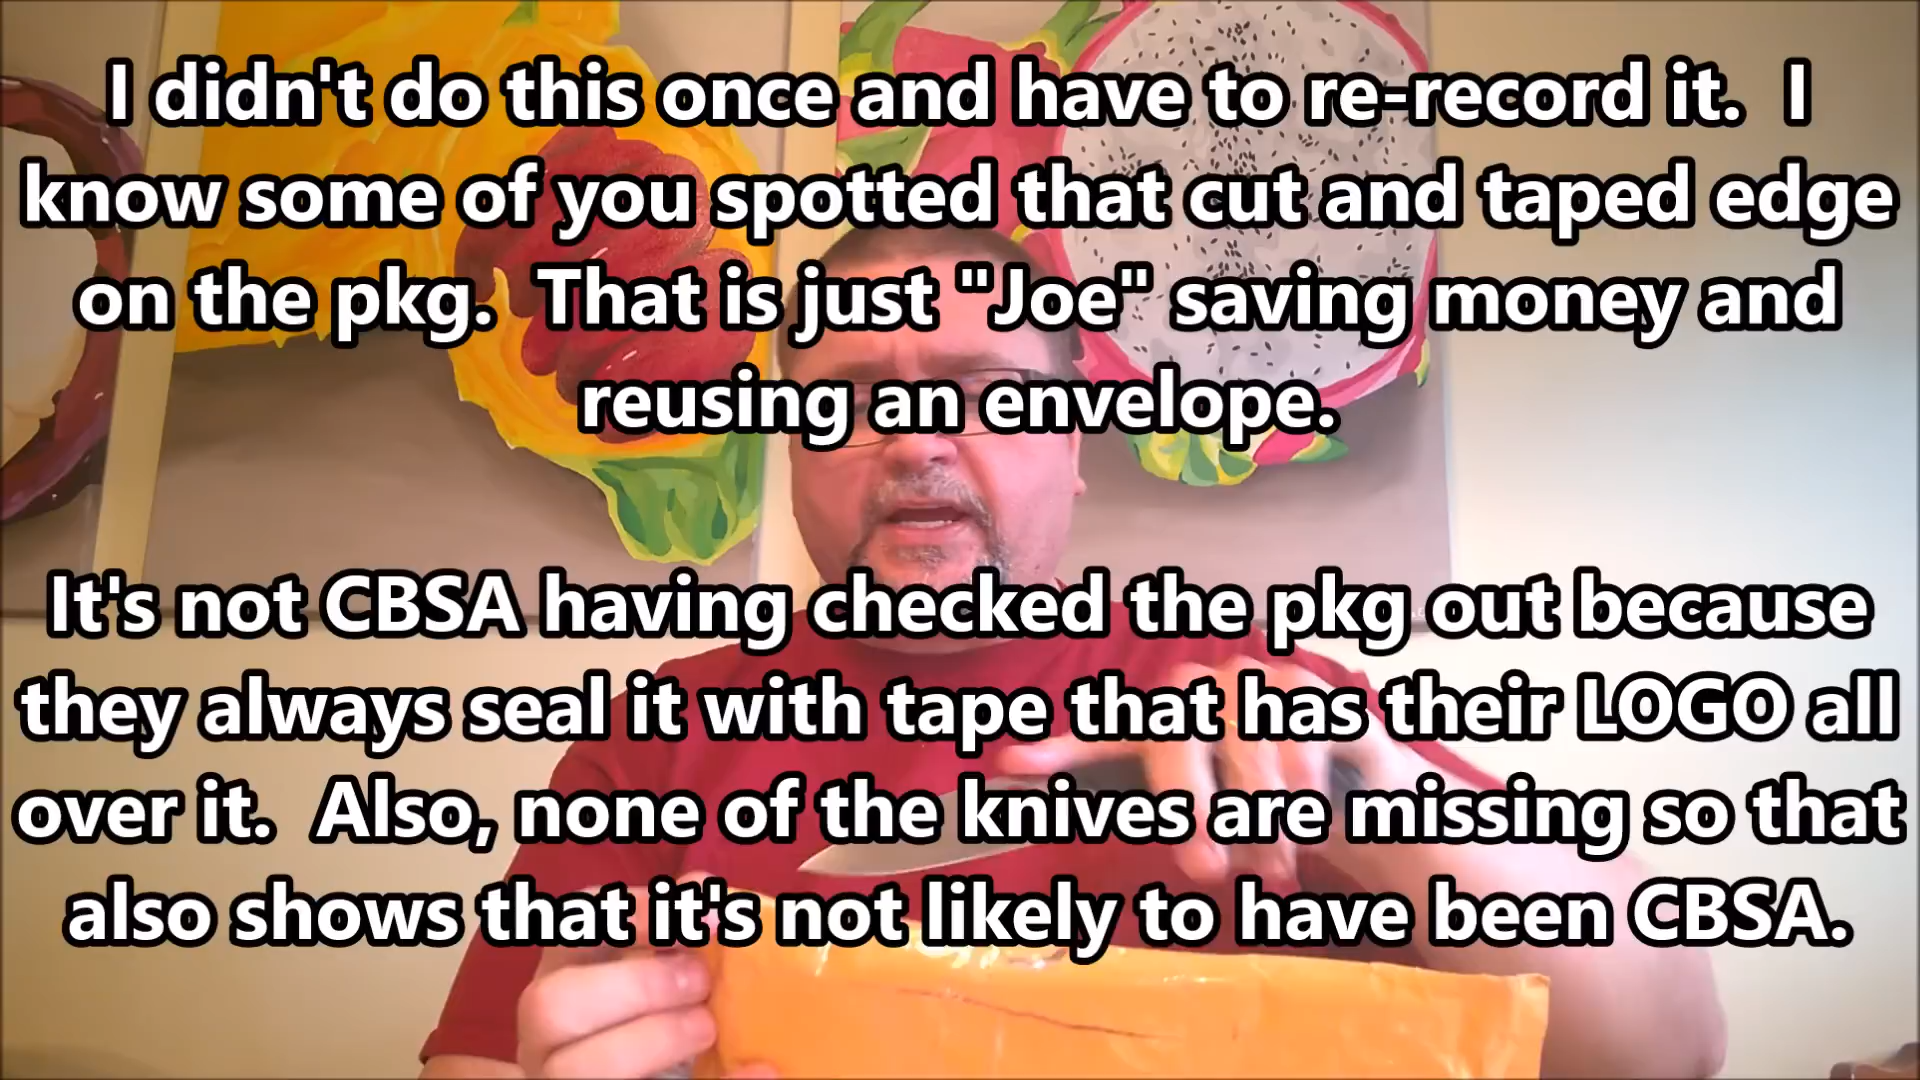 I didn't do this once and have to re-record it.  I
know some of you spotted that cut and taped edge
on the pkg.  That is just "Joe" saving money and
reusing an envelope.
It's not CBSA having checked the pkg out because
they always seal it with tape that has their LOGO all
over it.  Also, none of the knives are missing so that
also shows that it's not likely to have been CBSA.